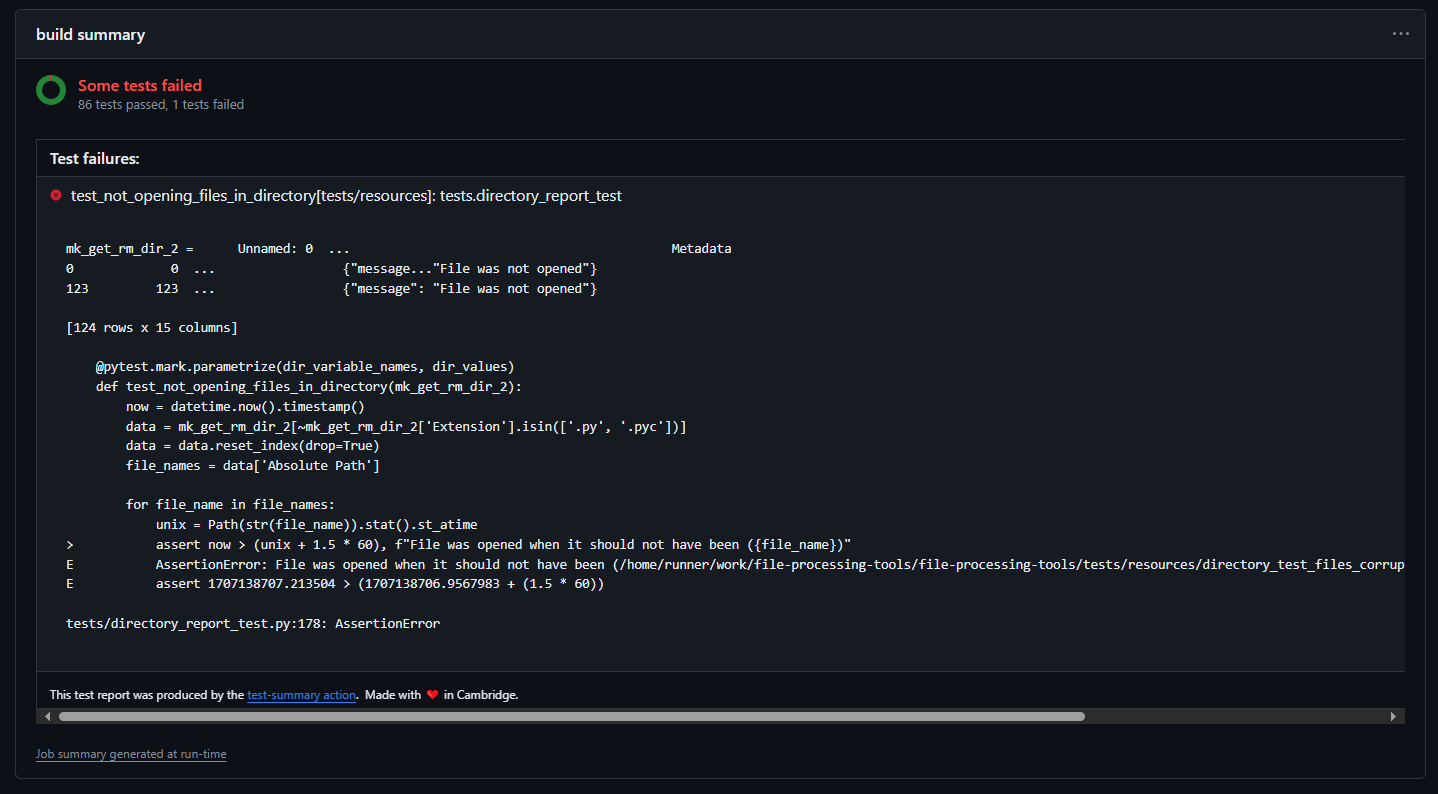 build summary
Some tests failed
86 tests passed, 1 tests failed
Test failures:
test_not_opening_files_in_directory[tests/resources]: tests.directory_report_test
mk_get_rm_dir_2 =      Unnamed: 0  ...                                           Metadata
0             0  ...                 {"message..."File was not opened"}
123         123  ...                 {"message": "File was not opened"}
[124 rows x 15 columns]
    @pytest.mark.parametrize(dir_variable_names, dir_values)
    def test_not_opening_files_in_directory(mk_get_rm_dir_2):
        now = datetime.now().timestamp()
        data = mk_get_rm_dir_2[~mk_get_rm_dir_2['Extension'].isin(['.py', '.pyc'])]
        data = data.reset_index(drop=True)
        file_names = data['Absolute Path']
        for file_name in file_names:
            unix = Path(str(file_name)).stat().st_atime
>           assert now > (unix + 1.5 * 60), f"File was opened when it should not have been ({file_name})"
E           AssertionError: File was opened when it should not have been (/home/runner/work/file-processing-tools/file-processing-tools/tests/resources/directory_test_files_corrup
E           assert 1707138707.213504 > (1707138706.9567983 + (1.5 * 60))
tests/directory_report_test.py:178: AssertionError
This test report was produced by the test-summary action.  Made with ❤️ in Cambridge.
Job summary generated at run-time